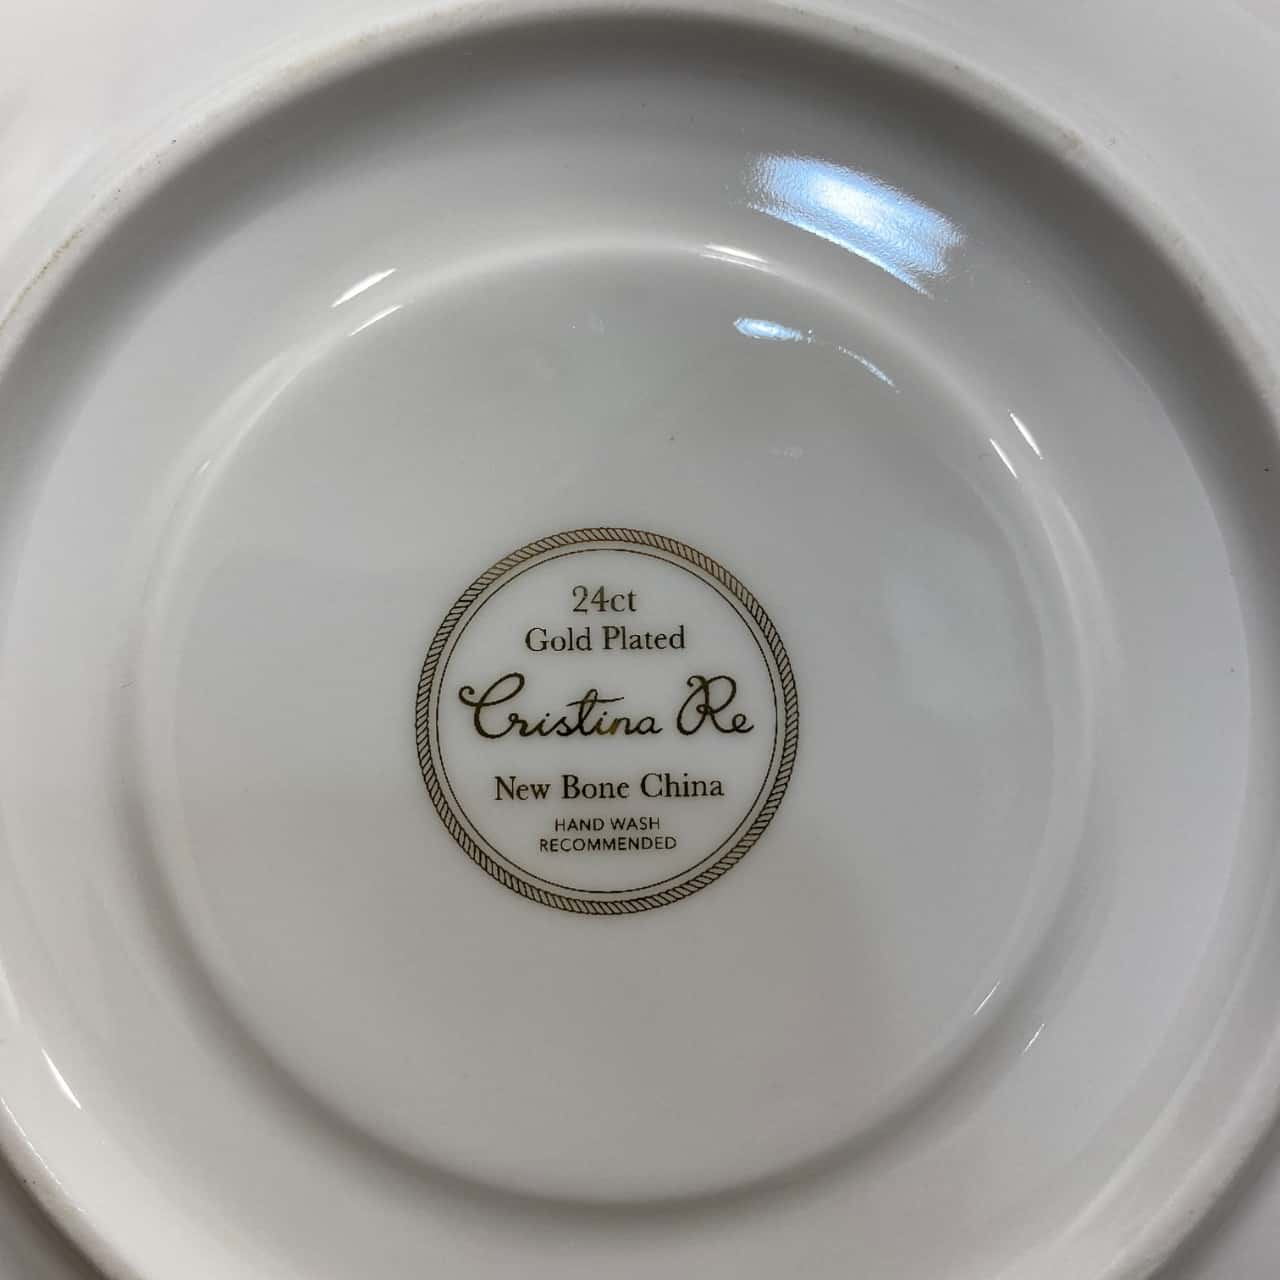 24ct
Gold Plated
Cristina Re
New Bone China
HAND WASH
RECOMMENDED